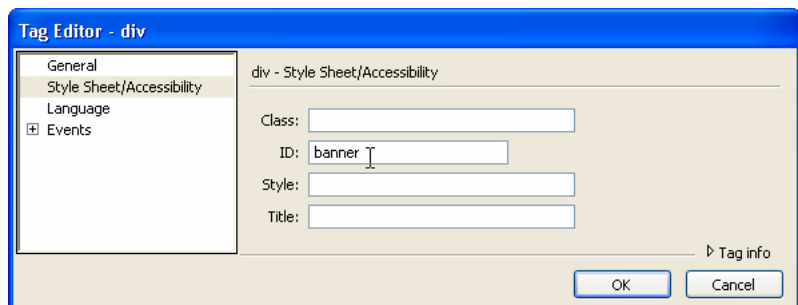 Tag Editor - div
General
Style Sheet/Accessibility
Language
Events
div - Style Sheet/Accessibility
Class:
ID: banner
Style:
Title:
Tag info
OK Cancel